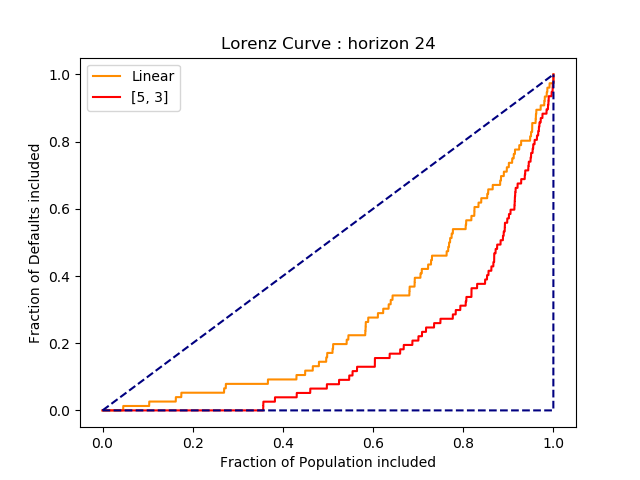 Lorenz Curve : horizon 24
Linear
[5, 3]
1.0
0.8
0.6
0.4
0.2
0.0
Fraction of Defaults included
0.0 0.2 0.4 0.6 0.8 1.0
Fraction of Population included